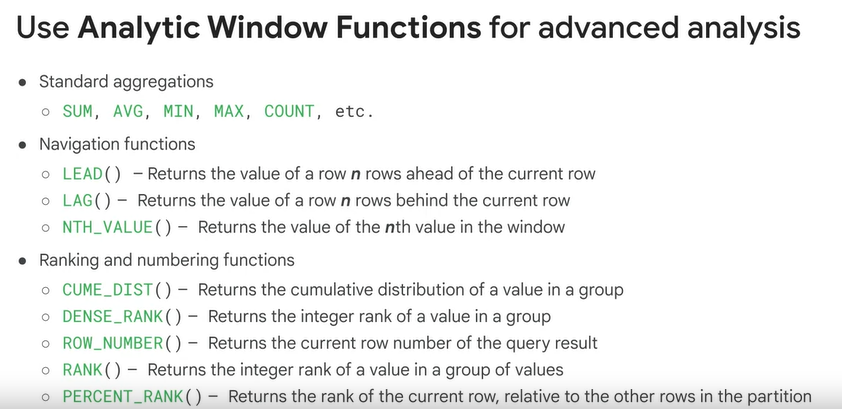 Use Analytic Window Functions for advanced analysis
● Standard aggregations
○ SUM, AVG, MIN, MAX, COUNT, etc.
● Navigation functions
○ LEAD() – Returns the value of a row n rows ahead of the current row
○ LAG() – Returns the value of a row n rows behind the current row
○ NTH_VALUE() – Returns the value of the nth value in the window
● Ranking and numbering functions
○ CUME_DIST() – Returns the cumulative distribution of a value in a group
○ DENSE_RANK() – Returns the integer rank of a value in a group
○ ROW_NUMBER() – Returns the current row number of the query result
○ RANK() – Returns the integer rank of a value in a group of values
○ PERCENT_RANK() – Returns the rank of the current row, relative to the other rows in the partition